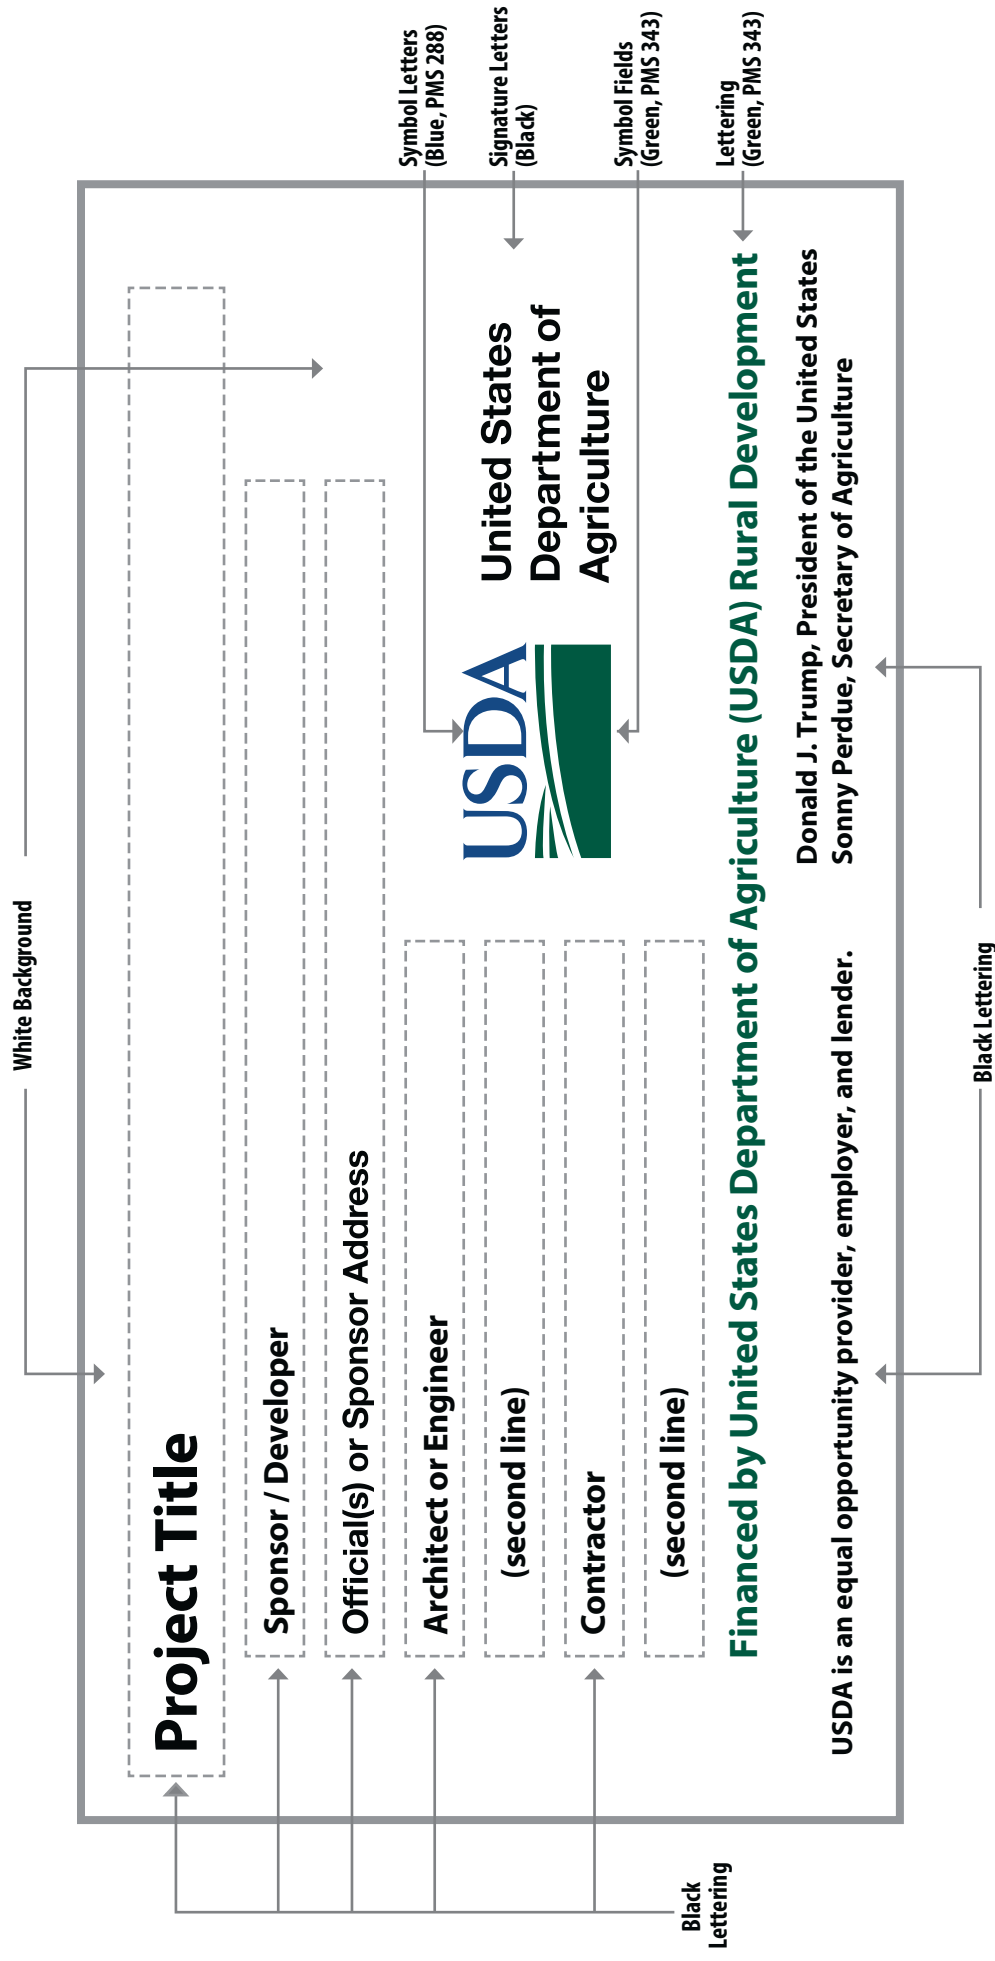 White Background
Project Title
Sponsor / Developer
Official(s) or Sponsor Address
Architect or Engineer
(second line)
Contractor
(second line)
USDA
United States
Department of
Agriculture
Symbol Letters
(Blue, PMS 288)
Signature Letters
(Black)
Symbol Fields
(Green, PMS 343)
Lettering
(Green, PMS 343)
Financed by United States Department of Agriculture (USDA) Rural Development
Donald J. Trump, President of the United States
USDA is an equal opportunity provider, employer, and lender.
Sonny Perdue, Secretary of Agriculture
Black
Lettering
Black Lettering